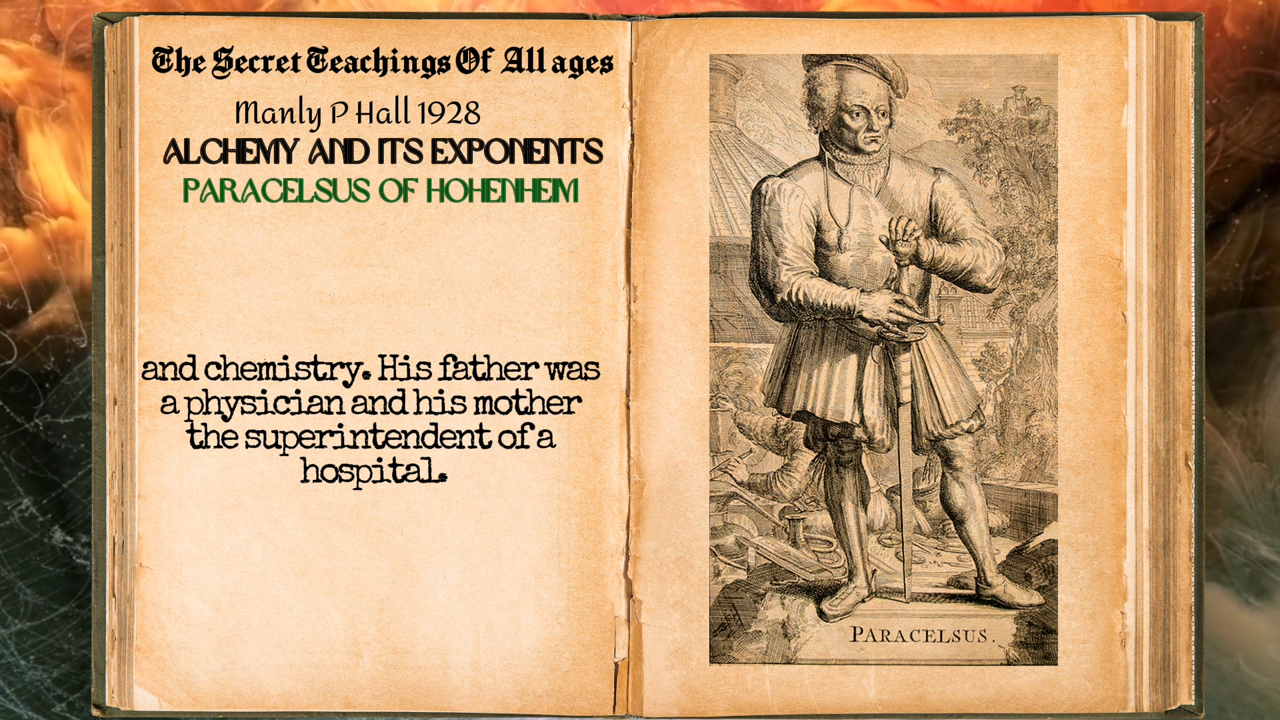 The Secret Teachings Of All ages
Manly P Hall 1928
ALCHEMY AND ITS EXPONENTS
PARACELSUS OF HOHENHEIM
and chemistry. His father was
a physician and his mother
the superintendent of a
hospital.
PARACELSUS.